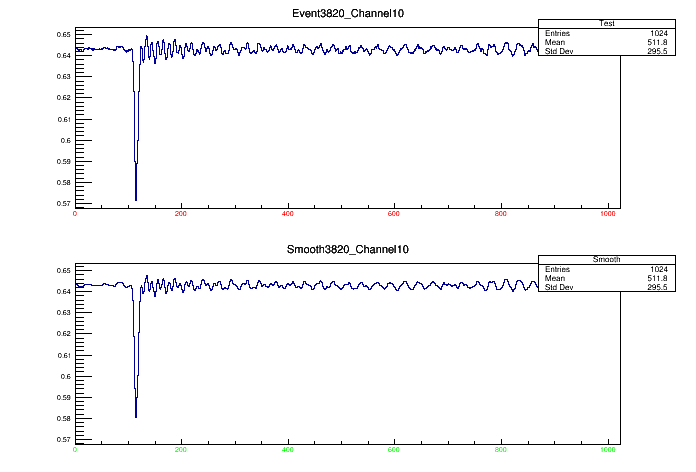 Event3820_Channel10
Test
Entries 1024
Mean 511.8
Std Dev 295.5
0.65
0.64
0.63
0.62
0.61
0.6
0.59
0.58
0.57
0 200 400 600 800 1000
Smooth3820_Channel10
Smooth
Entries 1024
Mean 511.8
Std Dev 295.5
0.65
0.64
0.63
0.62
0.61
0.6
0.59
0.58
0.57
0 200 400 600 800 1000